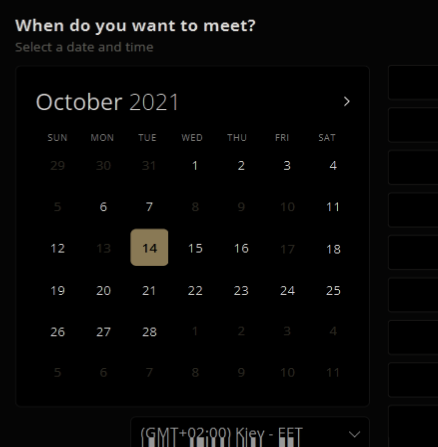 When do you want to meet?
Select a date and time
October 2021
SUN MON TUE WED THU FRI SAT
29 30 31 1 2 3 4
5 6 7 8 9 10 11
12 13 14 15 16 17 18
19 20 21 22 23 24 25
26 27 28 1 2 3 4
5 6 7 8 9 10 11
(GMT+02:00) Kiev - EET